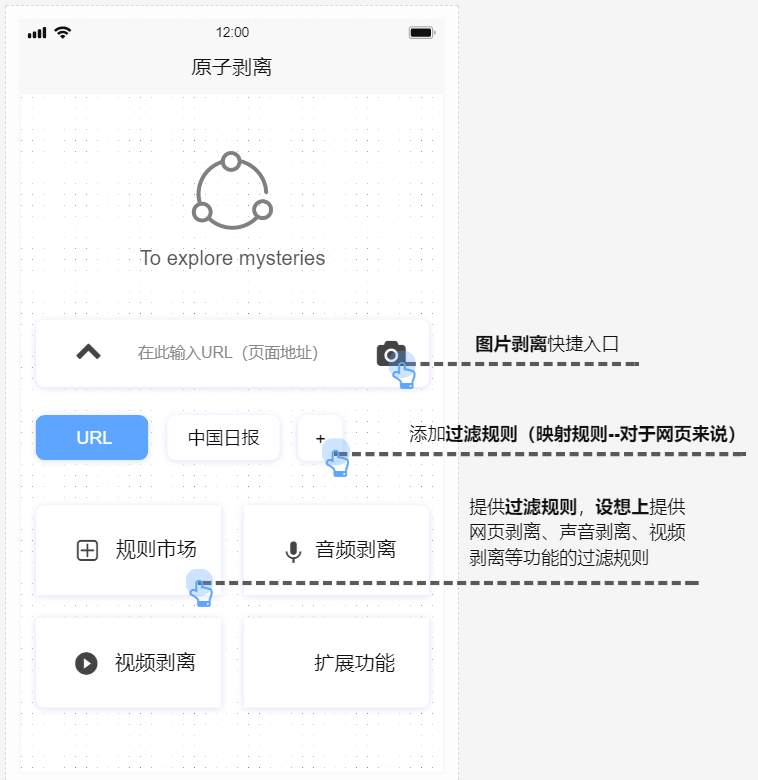 12:00
原子剥离
To explore mysteries
在此输入URL（页面地址）
图片剥离快捷入口
URL
中国日报
+
添加过滤规则（映射规则--对于网页来说）
规则市场
音频剥离
提供过滤规则，设想上提供
网页剥离、声音剥离、视频
剥离等功能的过滤规则
视频剥离
扩展功能